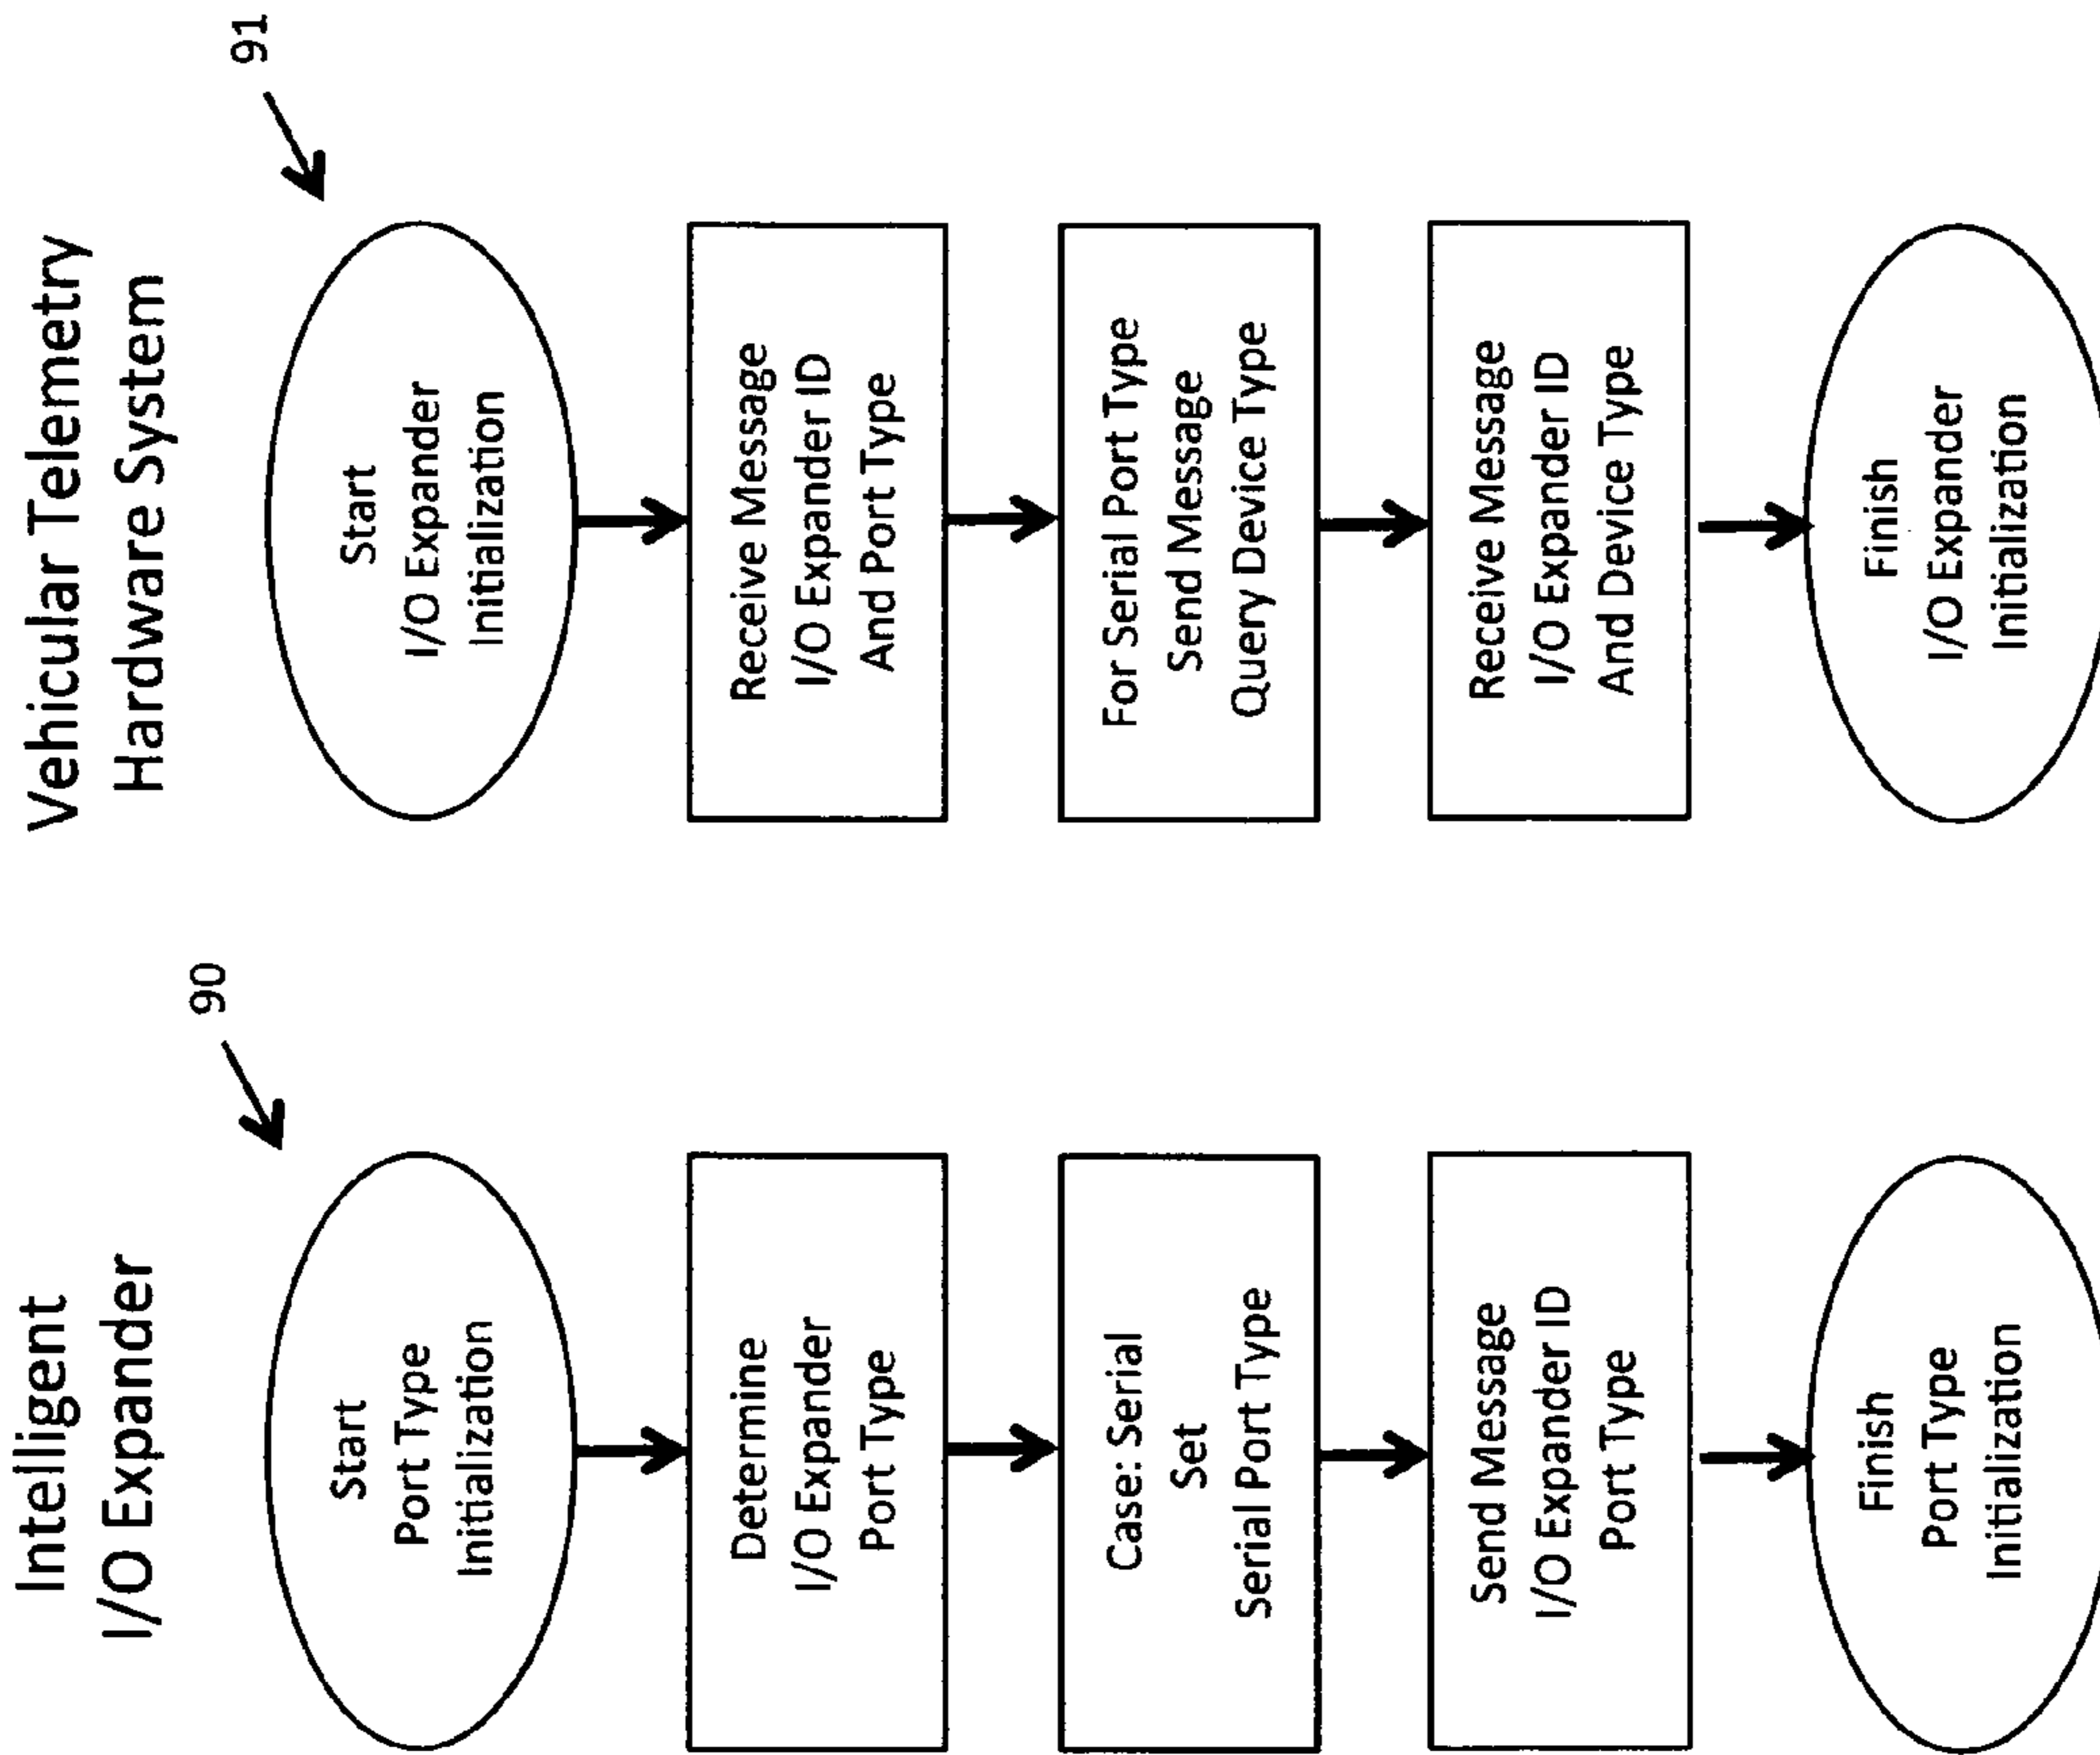 Intelligent
I/O Expander
90
Start
Port Type
Initialization
Determine
I/O Expander
Port Type
Case: Serial
Set
Serial Port Type
Send Message
I/O Expander ID
Port Type
Finish
Port Type
Initialization
Vehicular Telemetry
Hardware System
91
Start
I/O Expander
Initialization
Receive Message
I/O Expander ID
And Port Type
For Serial Port Type
Send Message
Query Device Type
Receive Message
I/O Expander ID
And Device Type
Finish
I/O Expander
Initialization